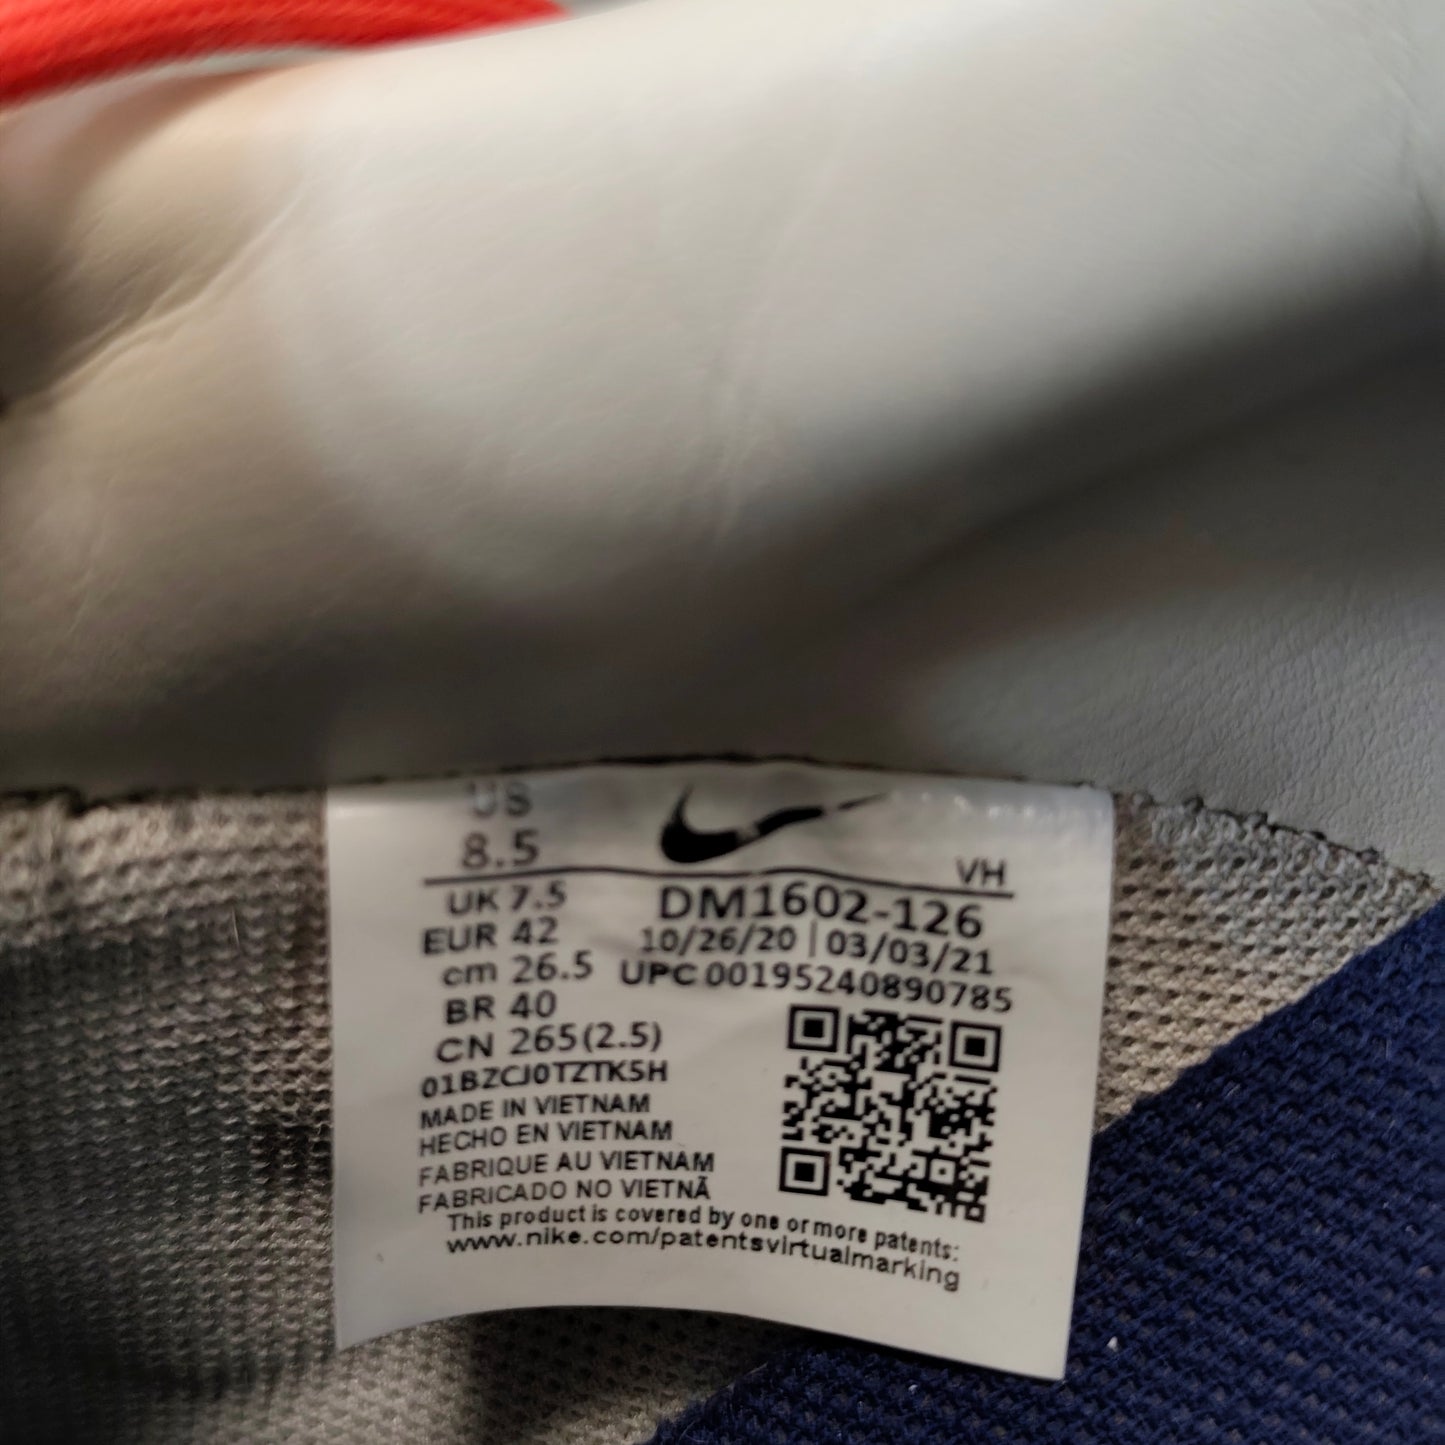 US
8.5
VH
UK 7.5
DM1602-126
EUR 42
10/26/20 | 03/03/21
cm 26.5
UPC 00195240890785
BR 40
CN 265(2.5)
01BZCJ0TZTK5H
MADE IN VIETNAM
HECHO EN VIETNAM
FABRIQUE AU VIETNAM
FABRICADO NO VIETNÃ
This product is covered by one or more patents:
www.nike.com/patentsvirtualmarking